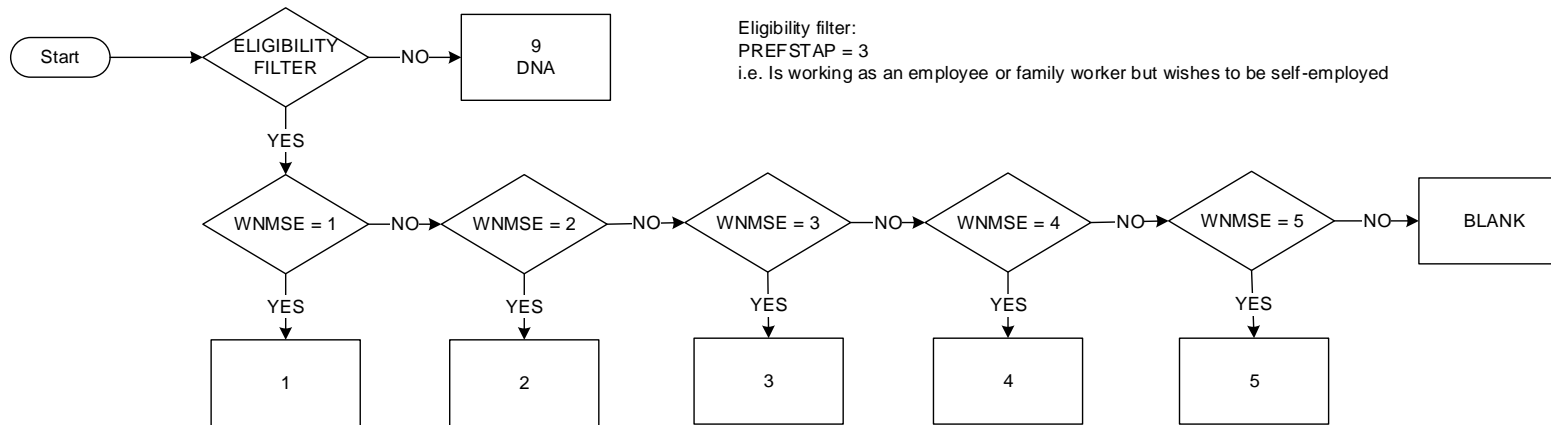 Start
ELIGIBILITY
FILTER
NO
9
DNA
Eligibility filter:
PREFSTAP = 3
i.e. Is working as an employee or family worker but wishes to be self-employed
YES
WNMSE = 1
NO
WNMSE = 2
NO
WNMSE = 3
NO
WNMSE = 4
NO
WNMSE = 5
NO
BLANK
YES
YES
YES
YES
YES
1
2
3
4
5